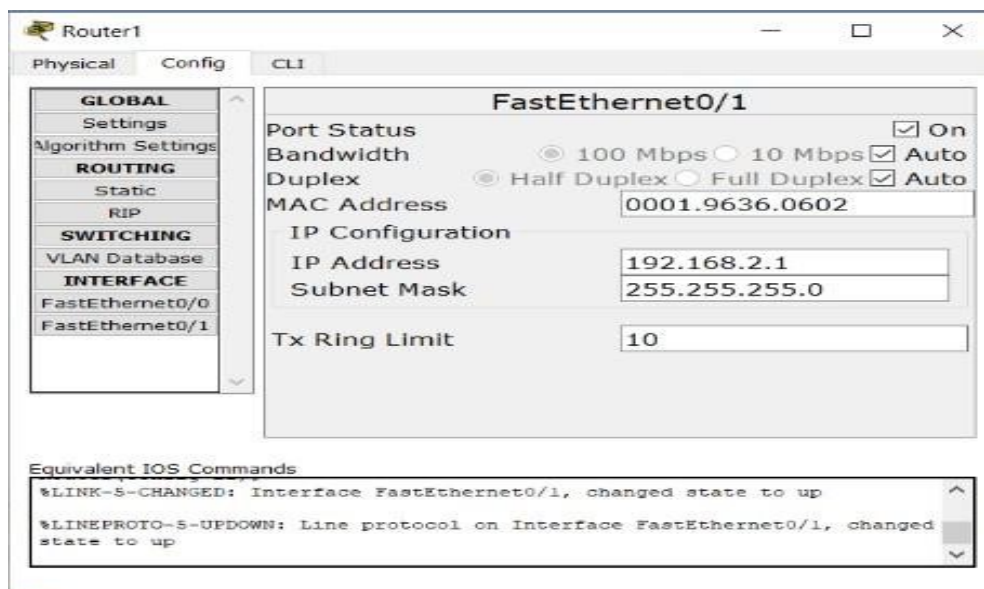 Router1
Physical Config CLI
GLOBAL
Settings
Algorithm Settings
ROUTING
Static
RIP
SWITCHING
VLAN Database
INTERFACE
FastEthernet0/0
FastEthernet0/1
FastEthernet0/1
Port Status On
Bandwidth 100 Mbps 10 Mbps Auto
Duplex Half Duplex Full Duplex Auto
MAC Address 0001.9636.0602
IP Configuration
IP Address 192.168.2.1
Subnet Mask 255.255.255.0
Tx Ring Limit 10
Equivalent IOS Commands
%LINK-5-CHANGED: Interface FastEthernet0/1, changed state to up
%LINEPROTO-5-UPDOWN: Line protocol on Interface FastEthernet0/1, changed
state to up